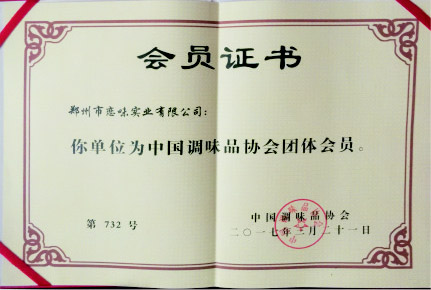 会员证书
郑州市恋味实业有限公司：
你单位为中国调味品协会团体会员。
第 732 号
中国调味品协会
二〇一七年三月二十一日